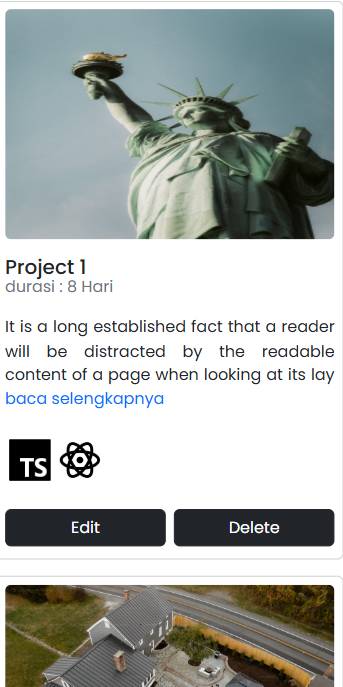 Project 1
durasi : 8 Hari
It is a long established fact that a reader
will be distracted by the readable
content of a page when looking at its lay
baca selengkapnya
TS
Edit Delete